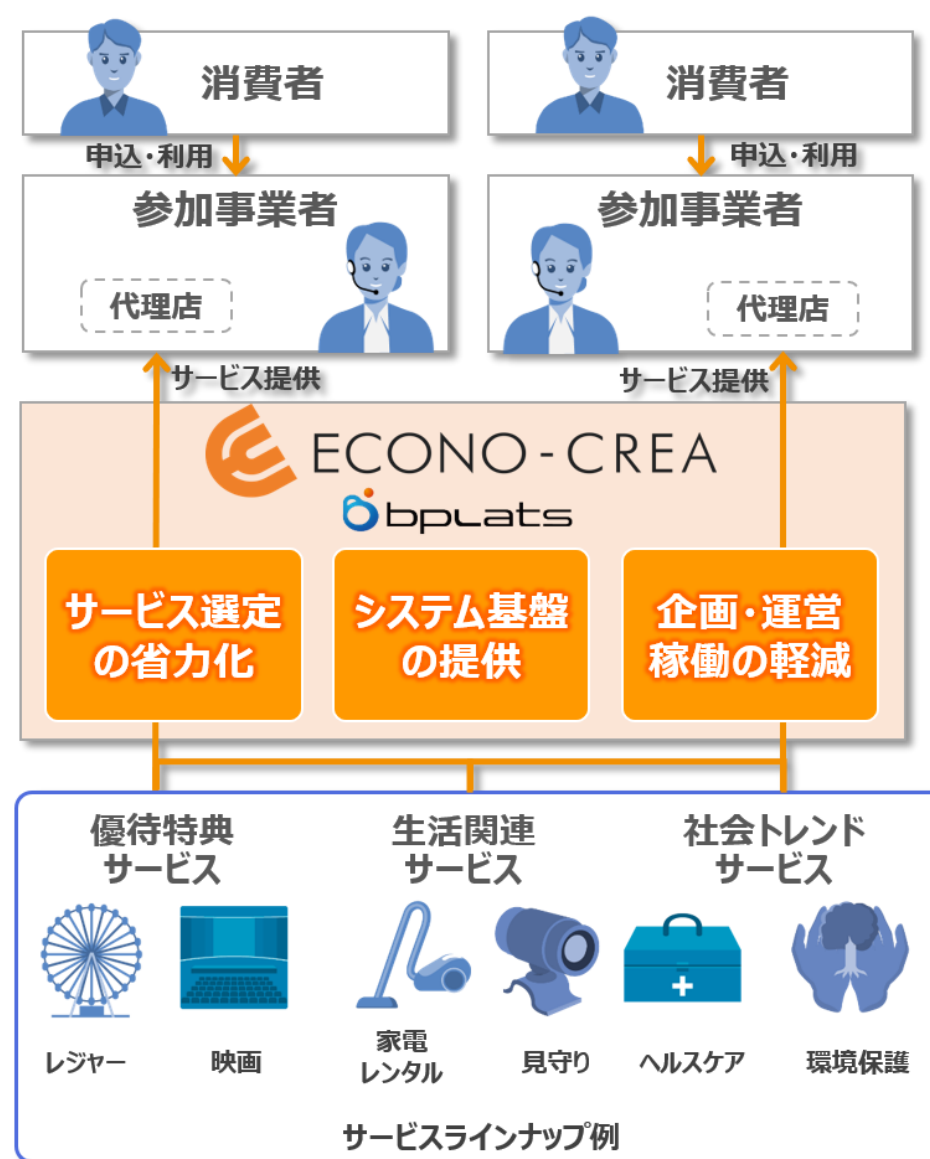 消費者
消費者
申込・利用
申込・利用
参加事業者
参加事業者
代理店
代理店
サービス提供
サービス提供
ECONO-CREA
bplats
サービス選定
の省力化
システム基盤
の提供
企画・運営
稼働の軽減
優待特典
サービス
生活関連
サービス
社会トレンド
サービス
レジャー
映画
家電
レンタル
見守り
ヘルスケア
環境保護
サービスラインナップ例